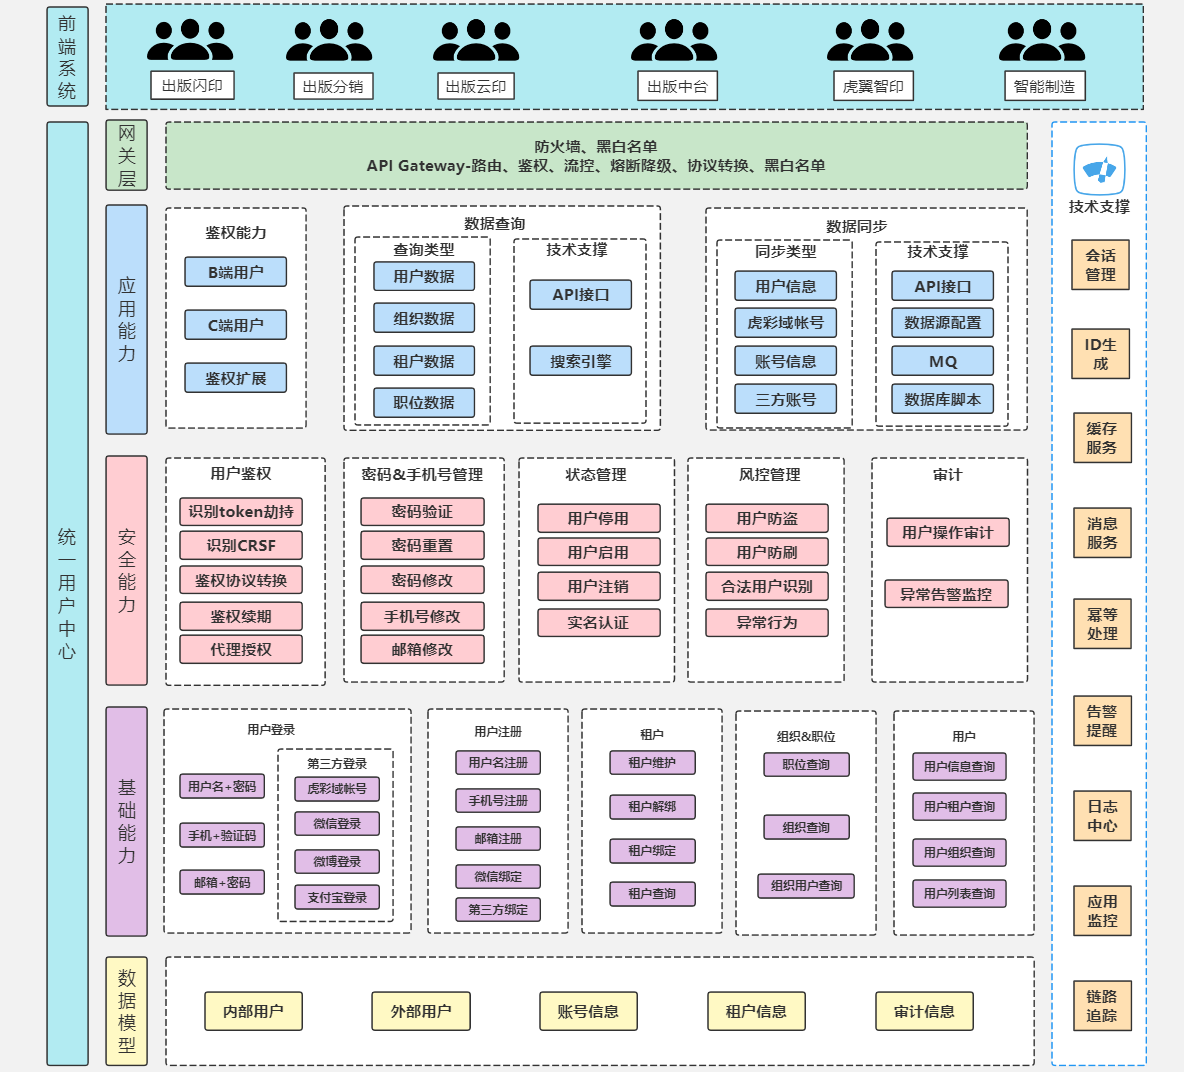 前
端
系
统
出版闪印
出版分销
出版云印
出版中台
虎翼智印
智能制造
统
一
用
户
中
心
网
关
层
防火墙、黑白名单
API Gateway-路由、鉴权、流控、熔断降级、协议转换、黑白名单
应
用
能
力
鉴权能力
B端用户
C端用户
鉴权扩展
数据查询
查询类型
用户数据
组织数据
租户数据
职位数据
技术支撑
API接口
搜索引擎
数据同步
同步类型
用户信息
虎彩域帐号
账号信息
三方账号
技术支撑
API接口
数据源配置
MQ
数据库脚本
安
全
能
力
用户鉴权
识别token劫持
识别CRSF
鉴权协议转换
鉴权续期
代理授权
密码&手机号管理
密码验证
密码重置
密码修改
手机号修改
邮箱修改
状态管理
用户停用
用户启用
用户注销
实名认证
风控管理
用户防盗
用户防刷
合法用户识别
异常行为
审计
用户操作审计
异常告警监控
基
础
能
力
用户登录
用户名+密码
手机+验证码
邮箱+密码
第三方登录
虎彩域帐号
微信登录
微博登录
支付宝登录
用户注册
用户名注册
手机号注册
邮箱注册
微信绑定
第三方绑定
租户
租户维护
租户解绑
租户绑定
租户查询
组织&职位
职位查询
组织查询
组织用户查询
用户
用户信息查询
用户租户查询
用户组织查询
用户列表查询
数
据
模
型
内部用户
外部用户
账号信息
租户信息
审计信息
技术支撑
会话
管理
ID生
成
缓存
服务
消息
服务
幂等
处理
告警
提醒
日志
中心
应用
监控
链路
追踪